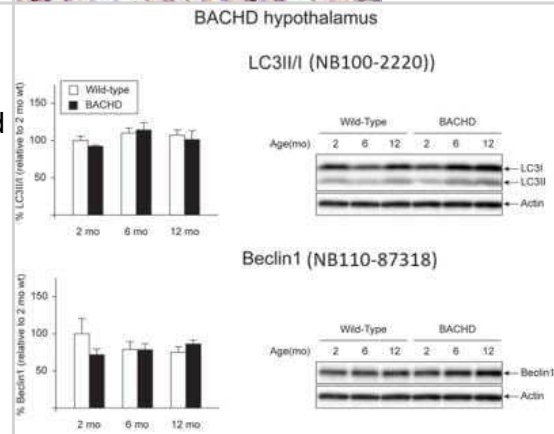 BACHD hypothalamus
LC3II/I (NB100-2220))
% LC3II/I (relative to 2 mo wt)
Wild-type
BACHD
150
100
50
2 mo 6 mo 12 mo
Wild-Type BACHD
Age(mo) 2 6 12 2 6 12
LC3I
LC3II
Actin
Beclin1 (NB110-87318)
% Beclin1 (relative to 2 mo wt)
150
100
50
2 mo 6 mo 12 mo
Wild-Type BACHD
Age(mo) 2 6 12 2 6 12
Beclin1
Actin